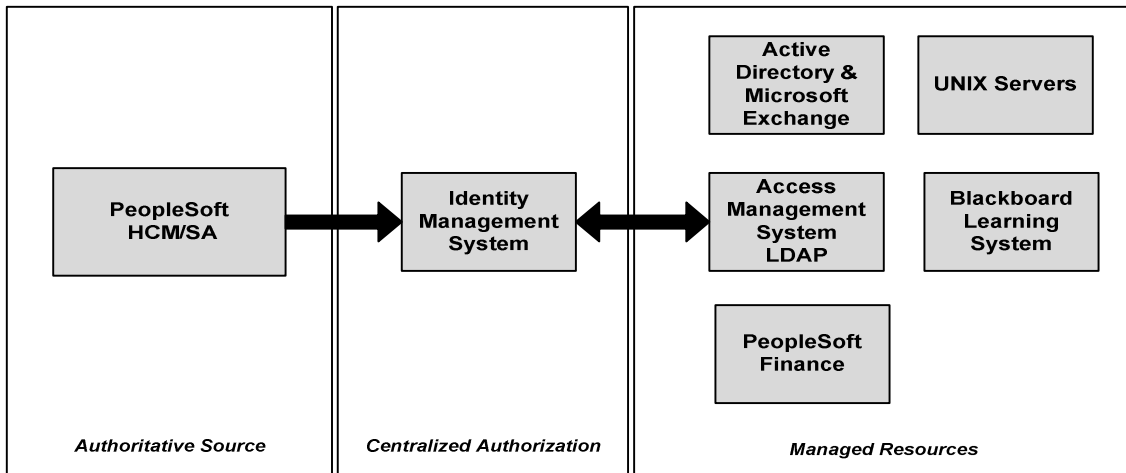 PeopleSoft
HCM/SA
Authoritative Source
Identity
Management
System
Centralized Authorization
Active
Directory &
Microsoft
Exchange
UNIX Servers
Access
Management
System
LDAP
Blackboard
Learning
System
PeopleSoft
Finance
Managed Resources